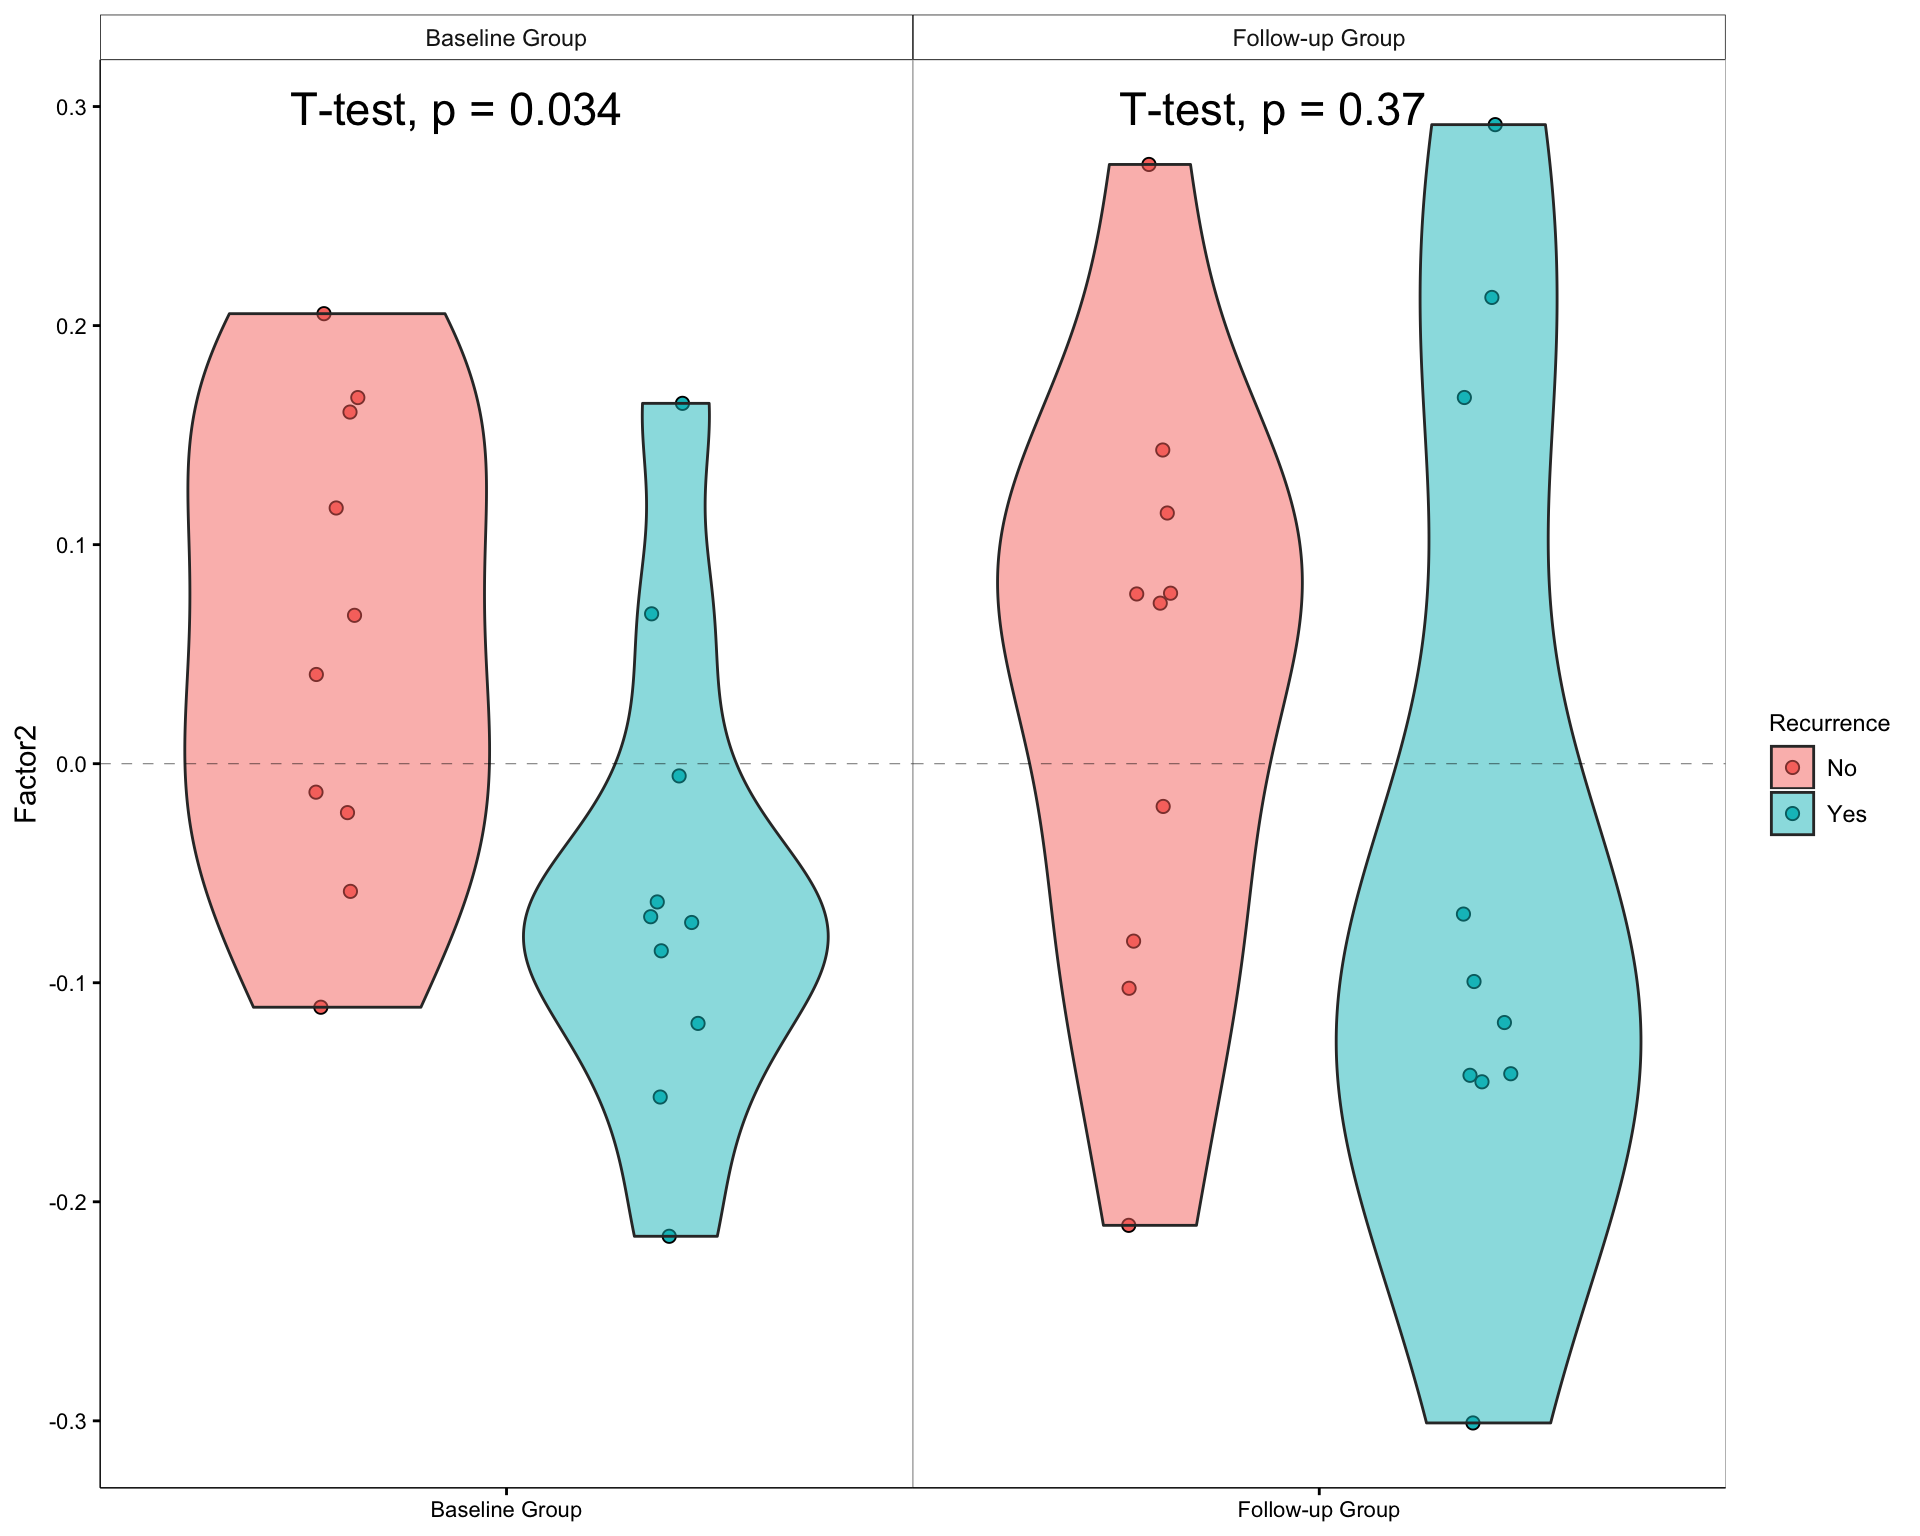 Baseline Group
Follow-up Group
T-test, p = 0.034
T-test, p = 0.37
0.3
0.2
0.1
0.0
-0.1
-0.2
-0.3
Factor2
Baseline Group
Follow-up Group
Recurrence
No
Yes